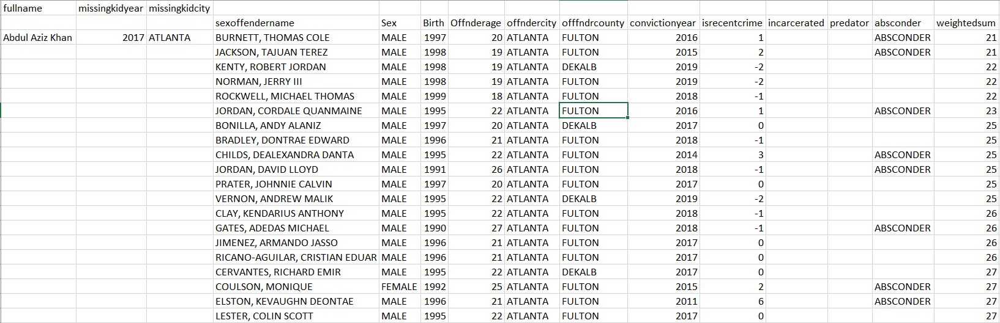 fullname missingkidyear missingkidcity
sexoffendername Sex Birth Offnderage offndercity offfndrcounty convictionyear isrecentcrime incarcerated predator absconder weightedsum
Abdul Aziz Khan 2017 ATLANTA BURNETT, THOMAS COLE MALE 1997 20 ATLANTA FULTON 2016 1 ABSCONDER 21
JACKSON, TAJUAN TEREZ MALE 1998 19 ATLANTA FULTON 2015 2 ABSCONDER 21
KENTY, ROBERT JORDAN MALE 1998 19 ATLANTA DEKALB 2019 -2 22
NORMAN, JERRY III MALE 1998 19 ATLANTA FULTON 2019 -2 22
ROCKWELL, MICHAEL THOMAS MALE 1999 18 ATLANTA FULTON 2018 -1 22
JORDAN, CORDALE QUANMAINE MALE 1995 22 ATLANTA FULTON 2016 1 ABSCONDER 23
BONILLA, ANDY ALANIZ MALE 1997 20 ATLANTA DEKALB 2017 0 25
BRADLEY, DONTRAE EDWARD MALE 1996 21 ATLANTA FULTON 2018 -1 25
CHILDS, DEALEXANDRA DANTA MALE 1995 22 ATLANTA FULTON 2014 3 ABSCONDER 25
JORDAN, DAVID LLOYD MALE 1991 26 ATLANTA FULTON 2018 -1 ABSCONDER 25
PRATER, JOHNNIE CALVIN MALE 1997 20 ATLANTA FULTON 2017 0 25
VERNON, ANDREW MALIK MALE 1995 22 ATLANTA DEKALB 2019 -2 25
CLAY, KENDARIUS ANTHONY MALE 1995 22 ATLANTA FULTON 2018 -1 26
GATES, ADEDAS MICHAEL MALE 1990 27 ATLANTA FULTON 2018 -1 ABSCONDER 26
JIMENEZ, ARMANDO JASSO MALE 1996 21 ATLANTA FULTON 2017 0 26
RICANO-AGUILAR, CRISTIAN EDUAR MALE 1996 21 ATLANTA FULTON 2017 0 26
CERVANTES, RICHARD EMIR MALE 1995 22 ATLANTA DEKALB 2017 0 27
COULSON, MONIQUE FEMALE 1992 25 ATLANTA FULTON 2015 2 ABSCONDER 27
ELSTON, KEVAUGHN DEONTAE MALE 1996 21 ATLANTA FULTON 2011 6 ABSCONDER 27
LESTER, COLIN SCOTT MALE 1995 22 ATLANTA FULTON 2017 0 27